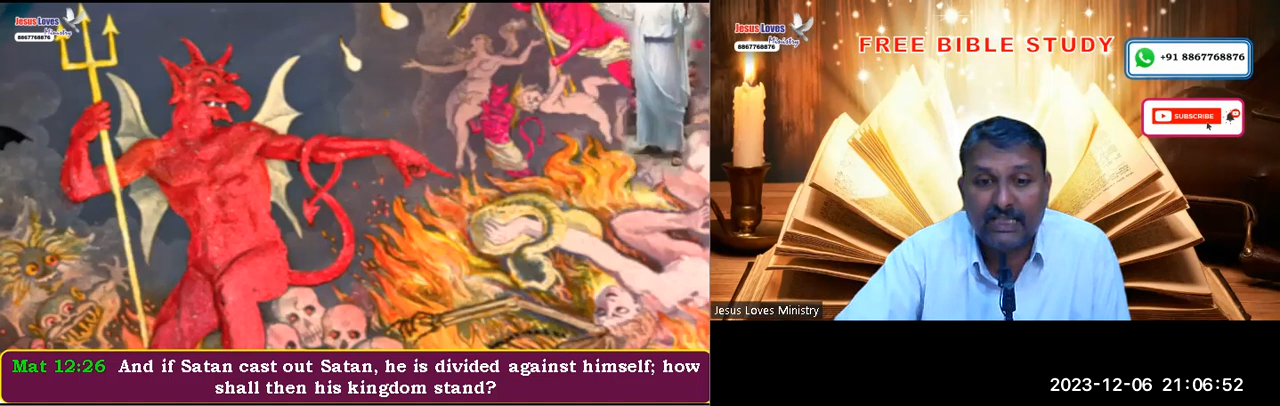 Jesus Loves
Ministry
8867768876
Mat 12:26 And if Satan cast out Satan, he is divided against himself; how
shall then his kingdom stand?
Jesus Loves
Ministry
8867768876
FREE BIBLE STUDY
+91 8867768876
SUBSCRIBE
Jesus Loves Ministry
2023-12-06 21:06:52